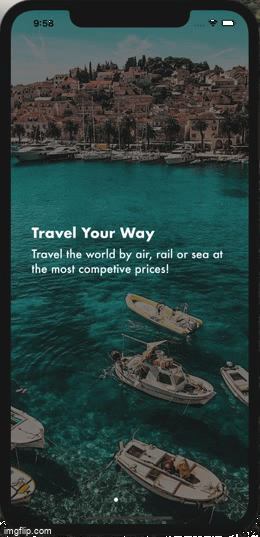 9:58
Travel Your Way
Travel the world by air, rail or sea at
the most competive prices!
imgflip.com